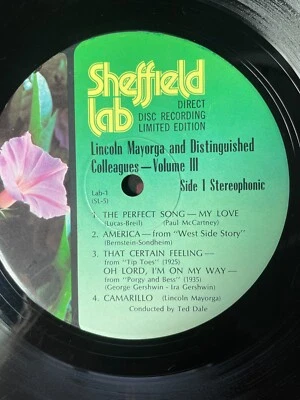 Sheffield
lab
DIRECT
DISC RECORDING
LIMITED EDITION
Lincoln Mayorga and Distinguished
Colleagues—Volume III
Lab-1
(SL-5)
Side 1 Stereophonic
1. THE PERFECT SONG—MY LOVE
(Lucas-Breil) (Paul McCartney)
2. AMERICA—from "West Side Story"
(Bernstein-Sondheim)
3. THAT CERTAIN FEELING—
from "Tip Toes" (1925)
OH LORD, I'M ON MY WAY—
from "Porgy and Bess" (1935)
(George Gershwin - Ira Gershwin)
4. CAMARILLO (Lincoln Mayorga)
Conducted by Ted Dale